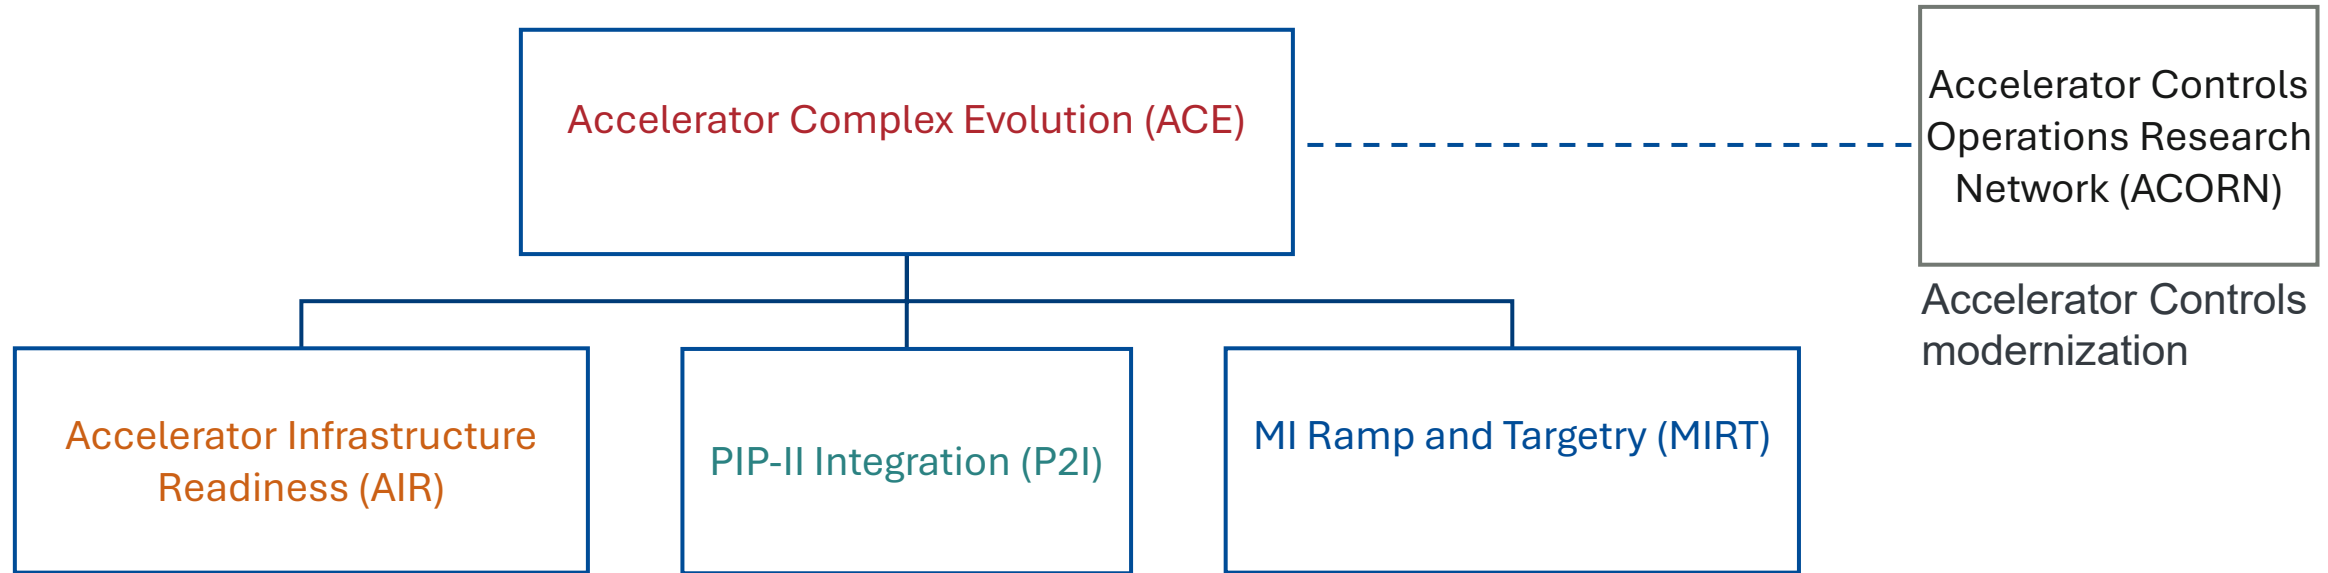 Accelerator Complex Evolution (ACE)
Accelerator Controls
Operations Research
Network (ACORN)
Accelerator Controls
modernization
Accelerator Infrastructure
Readiness (AIR)
PIP-II Integration (P2I)
MI Ramp and Targetry (MIRT)